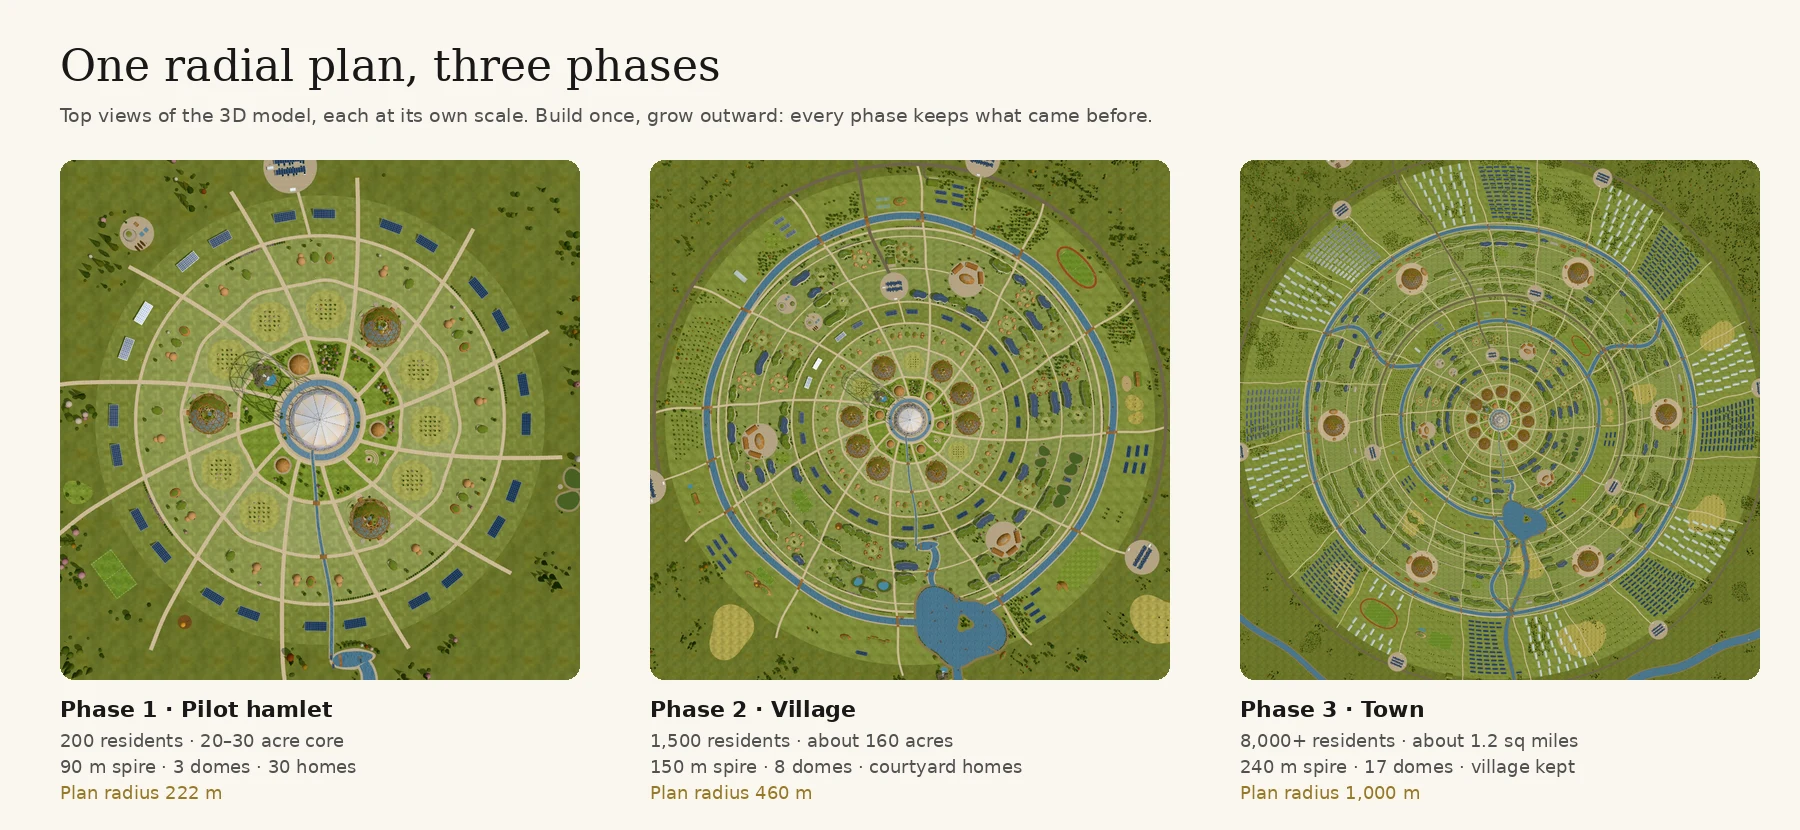 One radial plan, three phases
Top views of the 3D model, each at its own scale. Build once, grow outward: every phase keeps what came before.
Phase 1 · Pilot hamlet
200 residents · 20–30 acre core
90 m spire · 3 domes · 30 homes
Plan radius 222 m
Phase 2 · Village
1,500 residents · about 160 acres
150 m spire · 8 domes · courtyard homes
Plan radius 460 m
Phase 3 · Town
8,000+ residents · about 1.2 sq miles
240 m spire · 17 domes · village kept
Plan radius 1,000 m